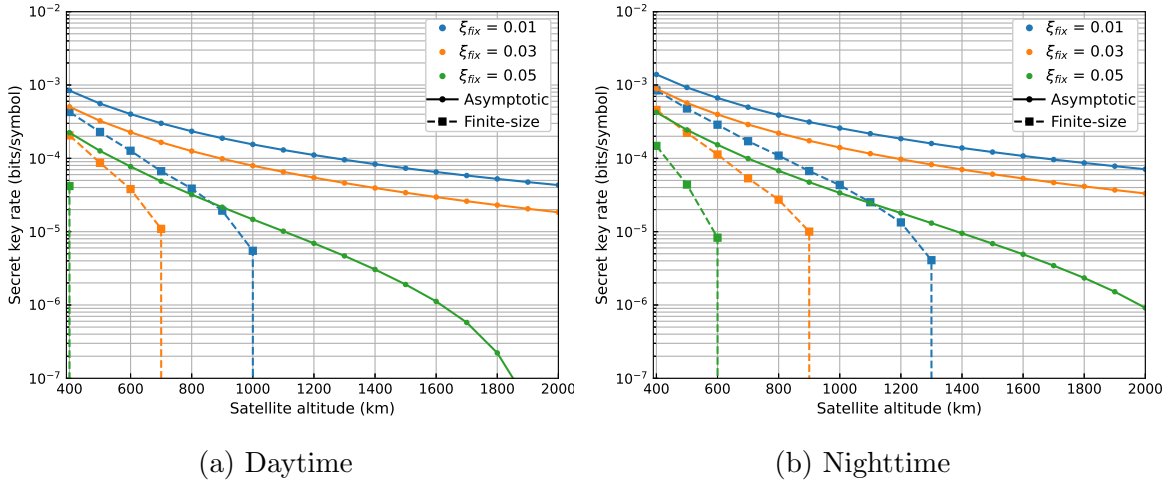 10⁻²
10⁻³
10⁻⁴
10⁻⁵
10⁻⁶
10⁻⁷
Secret key rate (bits/symbol)
ξfix = 0.01
ξfix = 0.03
ξfix = 0.05
Asymptotic
Finite-size
400 600 800 1000 1200 1400 1600 1800 2000
Satellite altitude (km)
(a) Daytime
10⁻²
10⁻³
10⁻⁴
10⁻⁵
10⁻⁶
10⁻⁷
Secret key rate (bits/symbol)
ξfix = 0.01
ξfix = 0.03
ξfix = 0.05
Asymptotic
Finite-size
400 600 800 1000 1200 1400 1600 1800 2000
Satellite altitude (km)
(b) Nighttime